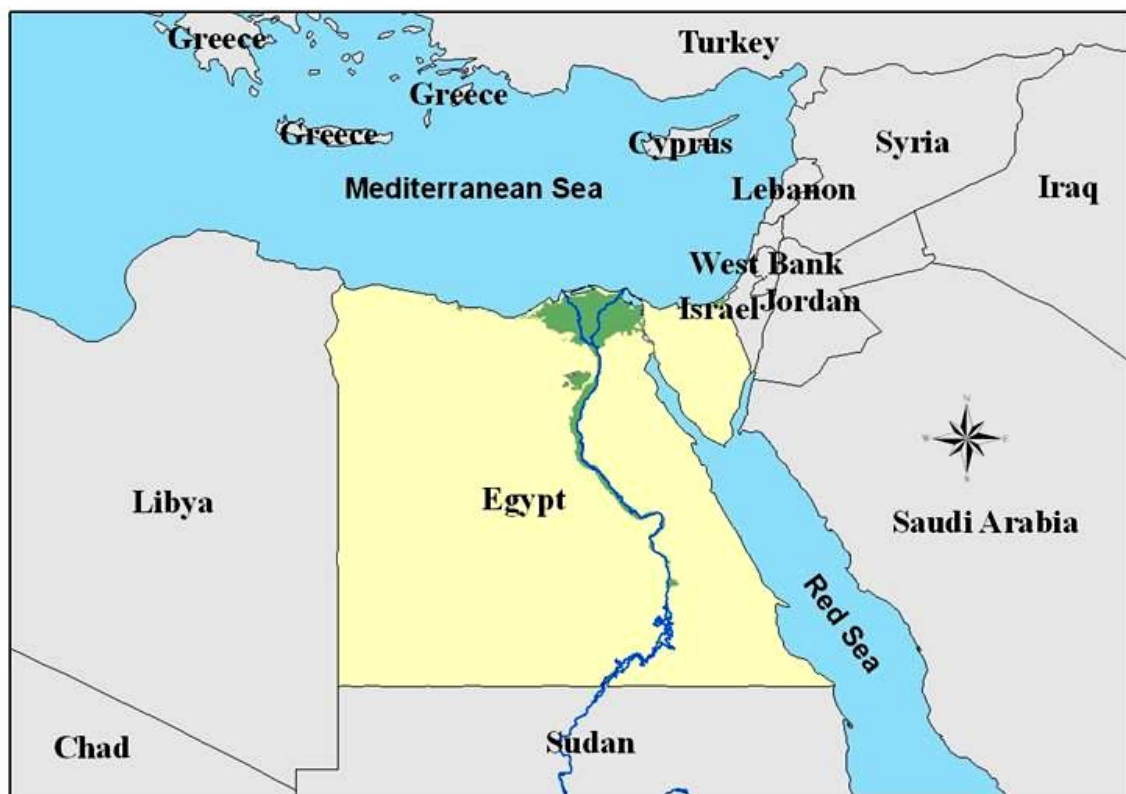 Greece
Turkey
Greece
Greece
Cyprus
Syria
Mediterranean Sea
Lebanon
Iraq
West Bank
Israel
Jordan
N
W
E
S
Libya
Egypt
Saudi Arabia
Red Sea
Chad
Sudan